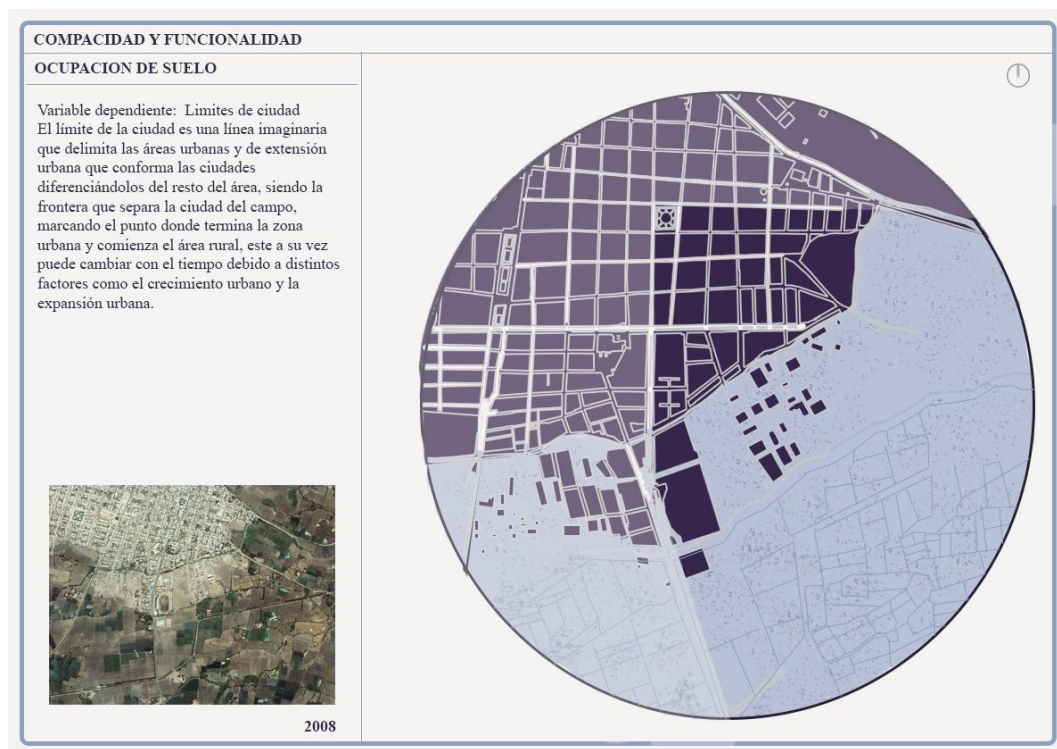 COMPACIDAD Y FUNCIONALIDAD
OCUPACION DE SUELO
Variable dependiente: Limites de ciudad
El límite de la ciudad es una línea imaginaria
que delimita las áreas urbanas y de extensión
urbana que conforma las ciudades
diferenciándolos del resto del área, siendo la
frontera que separa la ciudad del campo,
marcando el punto donde termina la zona
urbana y comienza el área rural, este a su vez
puede cambiar con el tiempo debido a distintos
factores como el crecimiento urbano y la
expansión urbana.
2008